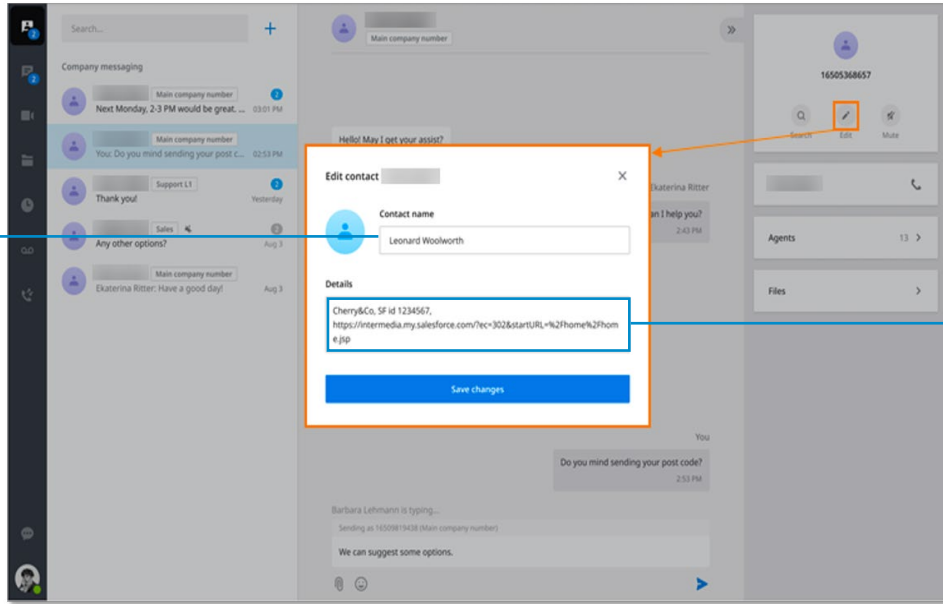 2
2
Search...
+
Company messaging
Main company number
2
Next Monday, 2-3 PM would be great. ...
03:01 PM
Main company number
You: Do you mind sending your post c...
02:53 PM
Support L1
2
Thank you!
Yesterday
Sales
2
Any other options?
Aug 3
Main company number
Ekaterina Ritter: Have a good day!
Aug 3
Main company number
Hello! May I get your assist?
Ekaterina Ritter
an I help you?
2:43 PM
Edit contact
Contact name
Leonard Woolworth
Details
Cherry&Co, SF id 1234567,
https://intermedia.my.salesforce.com/?ec=302&startURL=%2Fhome%2Fhom
e.jsp
Save changes
You
Do you mind sending your post code?
2:53 PM
Barbara Lehmann is typing...
Sending as 16509819438 (Main company number)
We can suggest some options.
16505368657
Search
Edit
Mute
Agents
13
Files